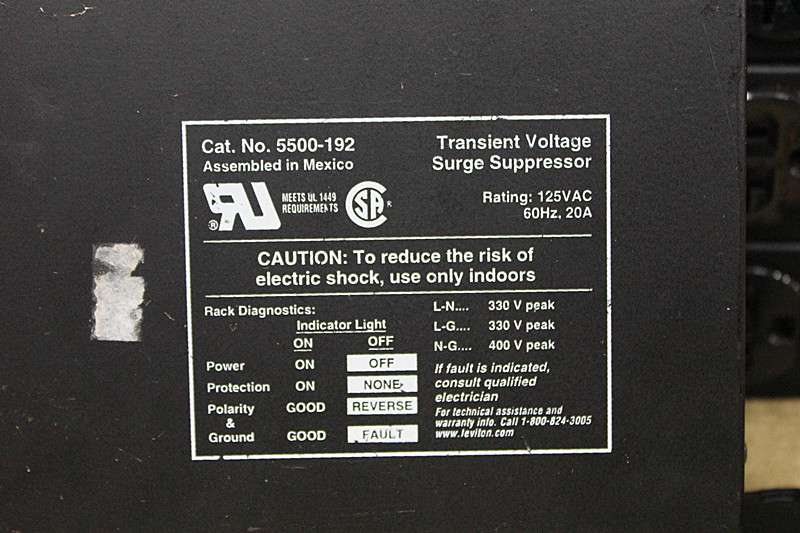 Cat. No. 5500-192
Assembled in Mexico
Transient Voltage
Surge Suppressor
RU
®
MEETS UL 1449
REQUIREMENTS
SA
®
Rating: 125VAC
60Hz, 20A
CAUTION: To reduce the risk of
electric shock, use only indoors
Rack Diagnostics:
Indicator Light
ON OFF
Power ON OFF
Protection ON NONE
Polarity
&
Ground
GOOD REVERSE
GOOD FAULT
L-N.... 330 V peak
L-G.... 330 V peak
N-G.... 400 V peak
If fault is indicated,
consult qualified
electrician
For technical assistance and
warranty info. Call 1-800-824-3005
www.leviton.com